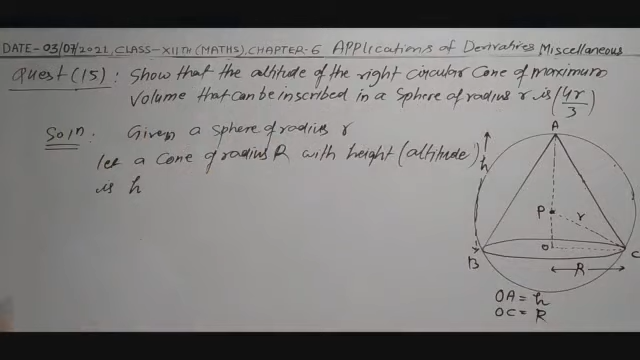 DATE-03/07/2021, CLASS-XIITH (MATHS), CHAPTER-6 Applications of Derivatives Miscellaneous
Quest (15) : Show that the altitude of the right circular Cone of maximum
Volume that can be inscribed in a Sphere of radius r is (4r/3)
Soln : Given a sphere of radius r
let a Cone of radius R with height (altitude)
is h
A
h
P
r
O
B
C
R
OA = h
OC = R